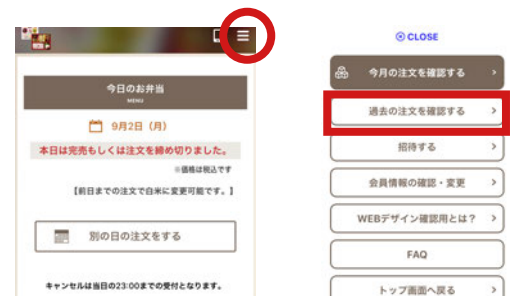 今日のお弁当
MENU
9月2日（月）
本日は完売もしくは注文を締め切りました。
※価格は税込です
【前日までの注文で白米に変更可能です。】
別の日の注文をする
キャンセルは当日の23:00までの受付となります。
CLOSE
今月の注文を確認する
過去の注文を確認する
招待する
会員情報の確認・変更
WEBデザイン確認用とは？
FAQ
トップ画面へ戻る